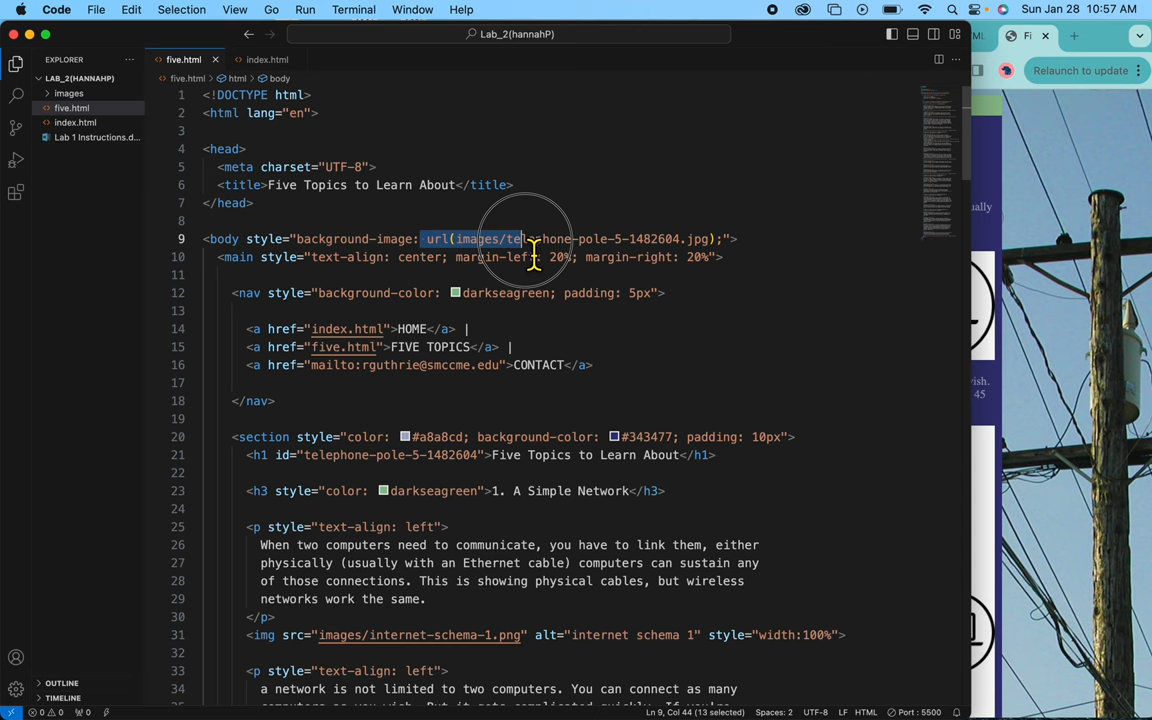 Code File Edit Selection View Go Run Terminal Window Help Sun Jan 28 10:57 AM
Lab_2(hannahP)
EXPLORER
LAB_2(HANNAHP)
images
five.html
index.html
Lab 1 Instructions.d...
OUTLINE
TIMELINE
five.html index.html
five.html html body
1 <!DOCTYPE html>
2 <html lang="en">
3
4 <head>
5 <meta charset="UTF-8">
6 <title>Five Topics to Learn About</title>
7 </head>
8
9 <body style="background-image: url(images/telephone-pole-5-1482604.jpg);">
10 <main style="text-align: center; margin-left: 20%; margin-right: 20%">
11
12 <nav style="background-color: darkseagreen; padding: 5px">
13
14 <a href="index.html">HOME</a> |
15 <a href="five.html">FIVE TOPICS</a> |
16 <a href="mailto:rguthrie@smccme.edu">CONTACT</a>
17
18 </nav>
19
20 <section style="color: #a8a8cd; background-color: #343477; padding: 10px">
21 <h1 id="telephone-pole-5-1482604">Five Topics to Learn About</h1>
22
23 <h3 style="color: darkseagreen">1. A Simple Network</h3>
24
25 <p style="text-align: left">
26 When two computers need to communicate, you have to link them, either
27 physically (usually with an Ethernet cable) computers can sustain any
28 of those connections. This is showing physical cables, but wireless
29 networks work the same.
30 </p>
31 <img src="images/internet-schema-1.png" alt="internet schema 1" style="width:100%">
32
33 <p style="text-align: left">
34 a network is not limited to two computers. You can connect as many
Ln 9, Col 44 (13 selected) Spaces: 2 UTF-8 LF HTML Port : 5500
0 0 0
ML Fi
Relaunch to update
ually
ish.
45